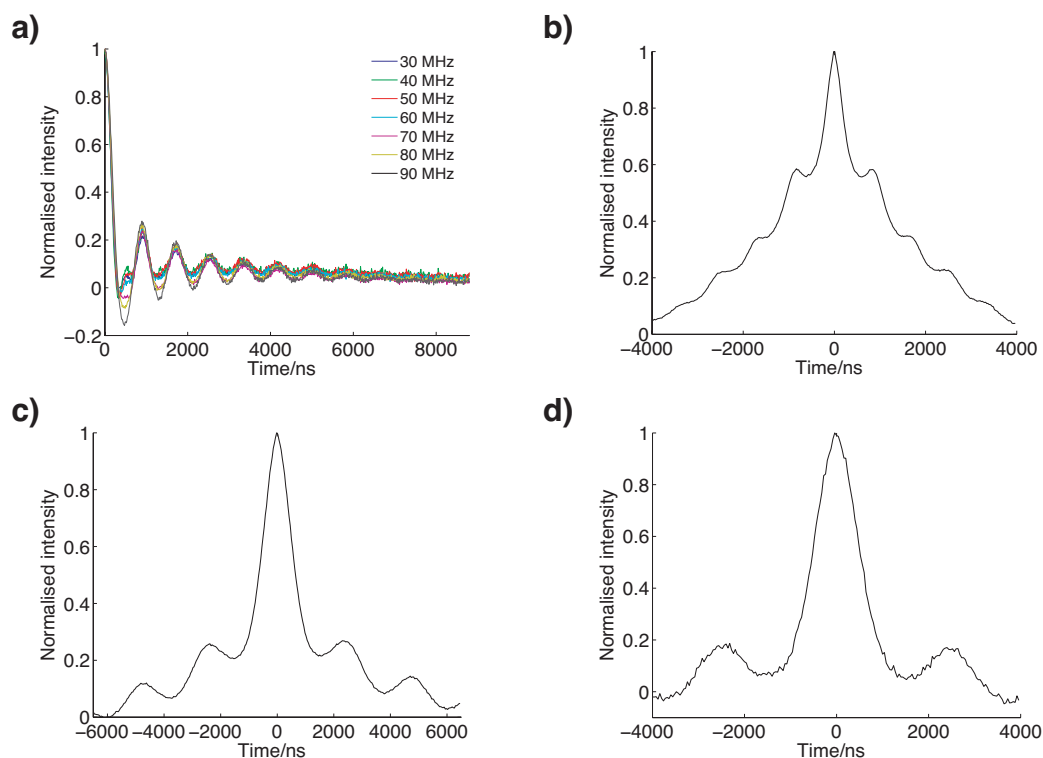 a)
Normalised intensity
1
0.8
0.6
0.4
0.2
0
−0.2
0 2000 4000 6000 8000
Time/ns
30 MHz
40 MHz
50 MHz
60 MHz
70 MHz
80 MHz
90 MHz
b)
Normalised intensity
1
0.8
0.6
0.4
0.2
0
−4000 −2000 0 2000 4000
Time/ns
c)
Normalised intensity
1
0.8
0.6
0.4
0.2
0
−6000 −4000 −2000 0 2000 4000 6000
Time/ns
d)
Normalised intensity
1
0.8
0.6
0.4
0.2
0
−4000 −2000 0 2000 4000
Time/ns